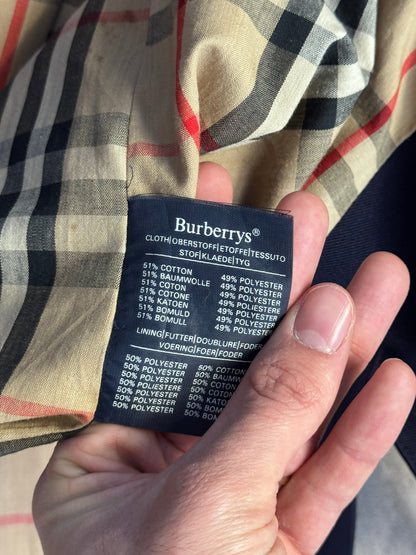 Burberrys®
CLOTH|OBERSTOFF|ETOFFE|TESSUTO
STOF|KLAEDE|TYG
51% COTTON 49% POLYESTER
51% BAUMWOLLE 49% POLYESTER
51% COTON 49% POLYESTER
51% COTONE 49% POLIESTERE
51% KATOEN 49% POLYESTER
51% BOMULD 49% POLYESTER
51% BOMULL 49% POLYESTER
LINING|FUTTER|DOUBLURE|FODER
VOERING|FOER|FODER
50% POLYESTER 50% COTTON
50% POLYESTER 50% BAUMW
50% POLYESTER 50% COTON
50% POLIESTERE 50% COTO
50% POLYESTER 50% KATOEN
50% POLYESTER 50% BOMULD
50% POLYESTER 50% BOMULL